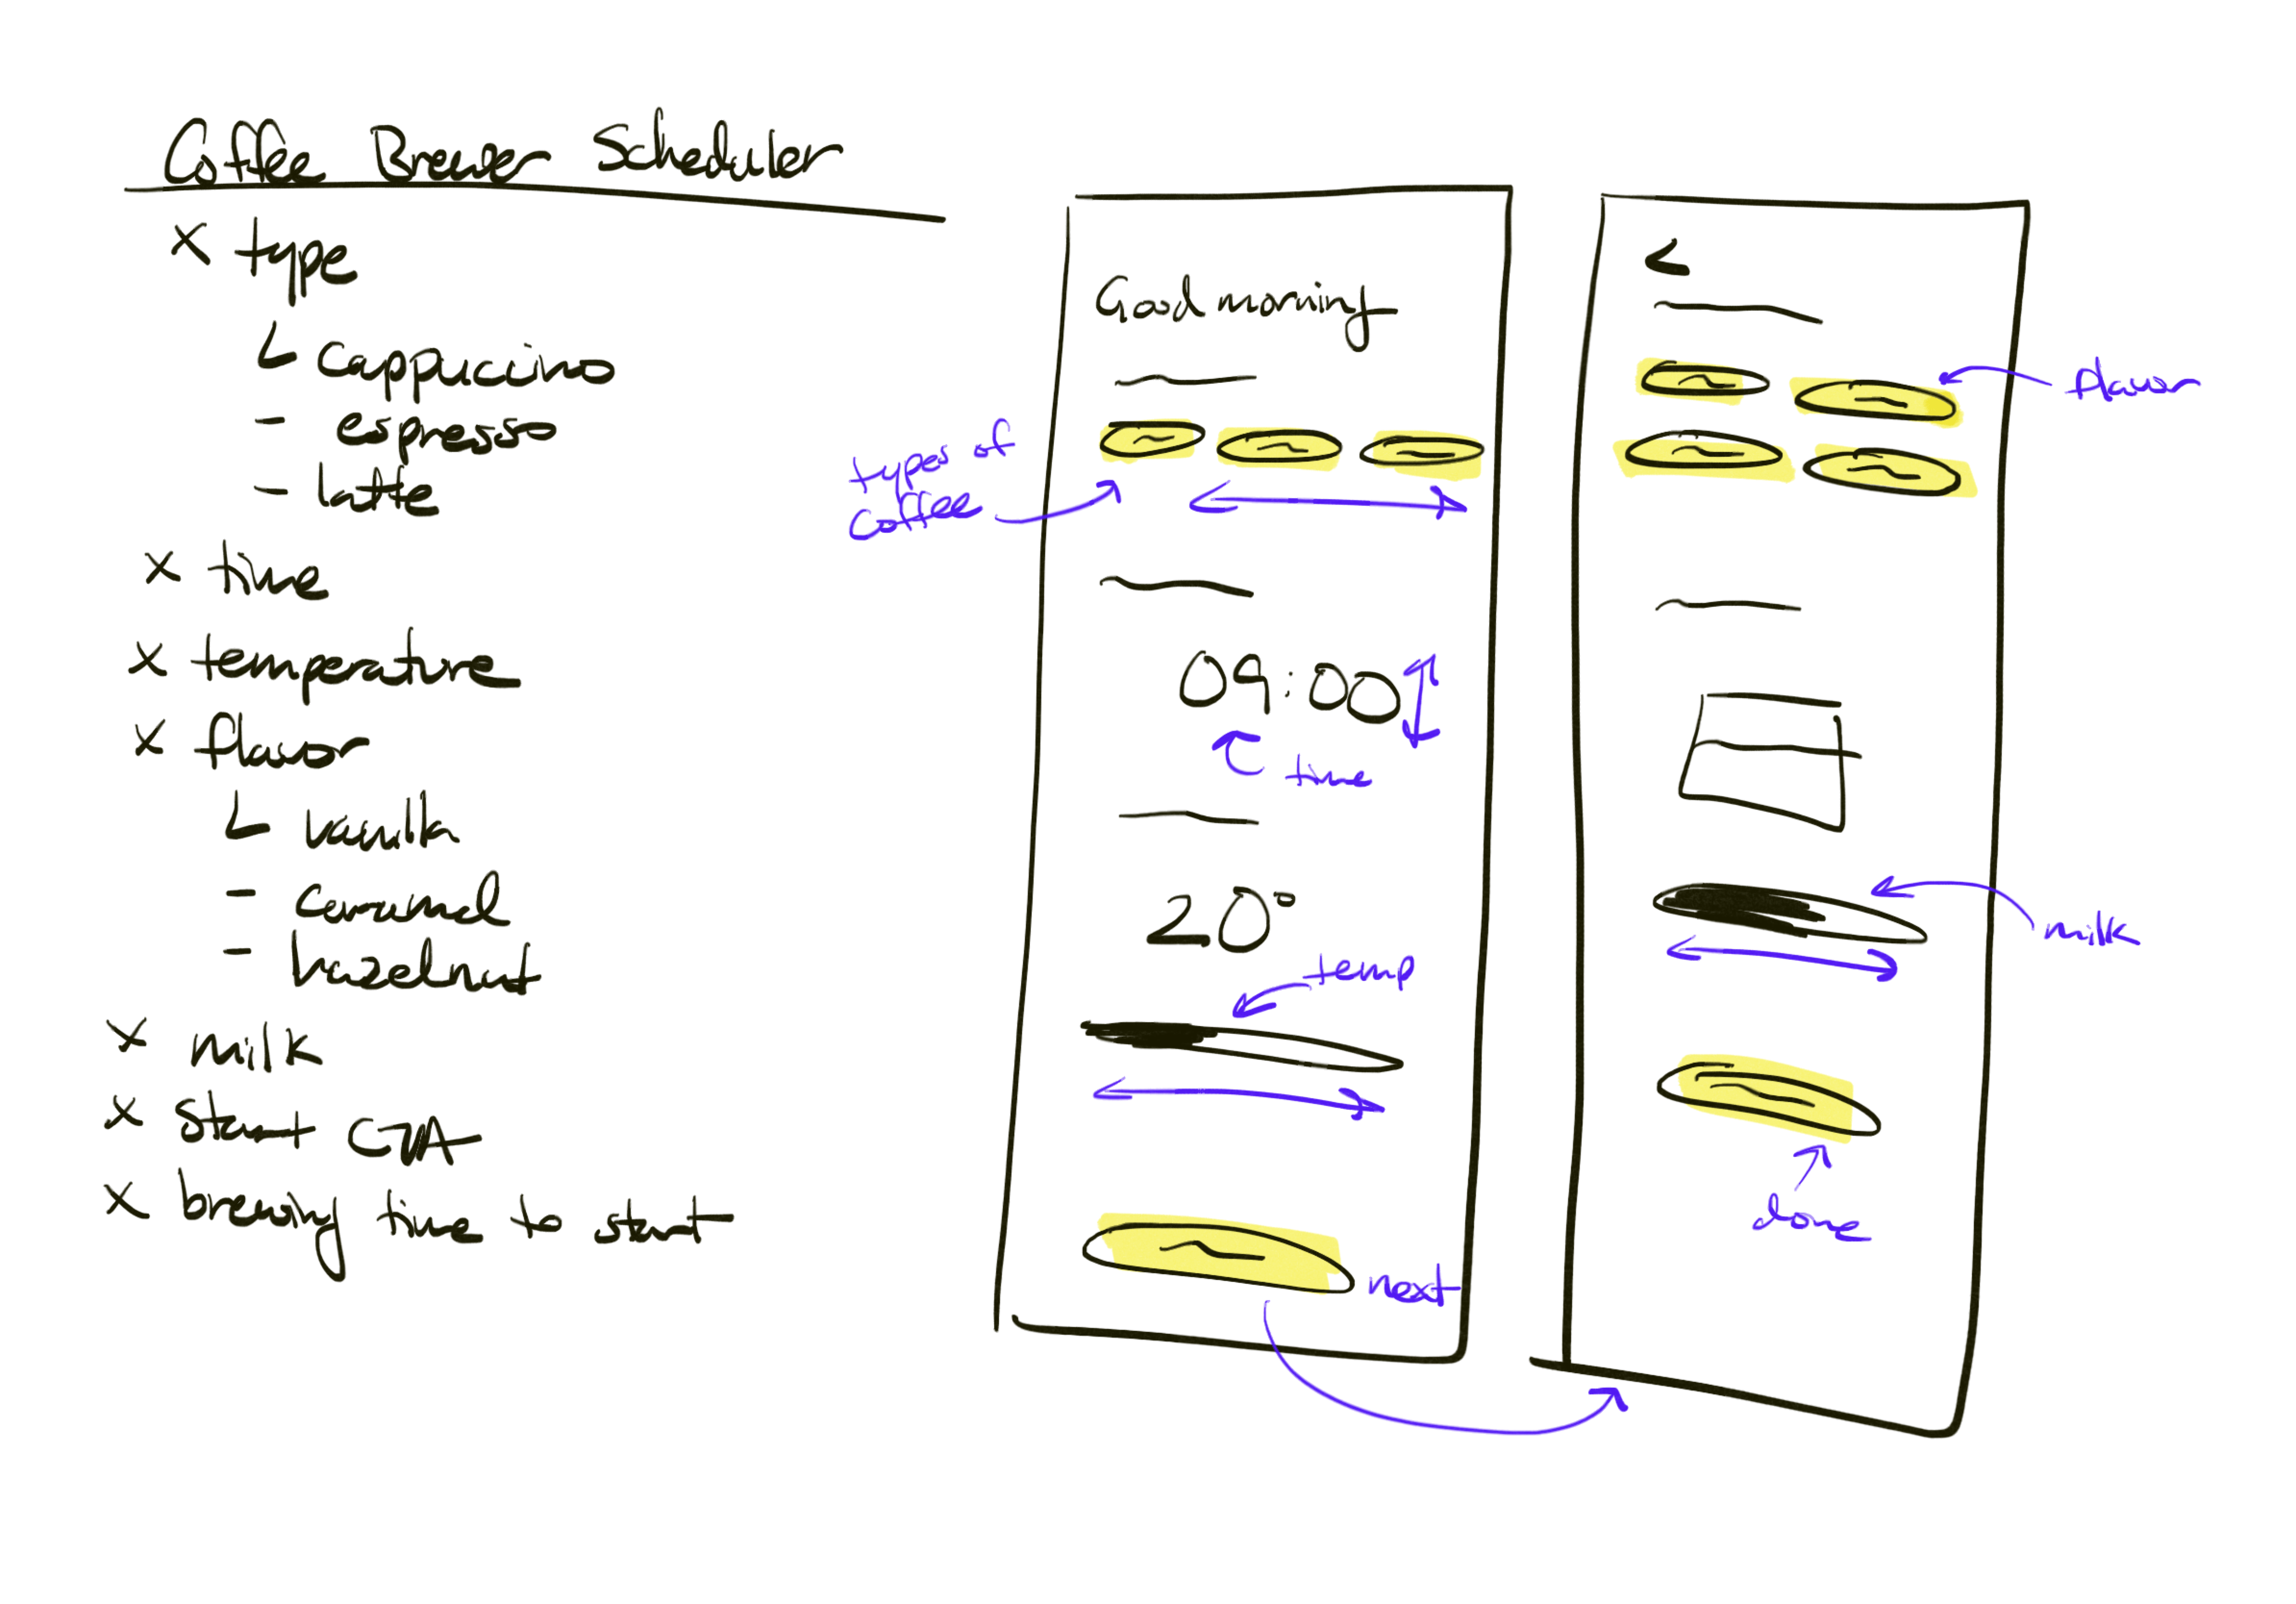 Coffee Brewer Scheduler
x type
cappuccino
- espresso
- latte
x time
x temperature
x flavor
vanilla
- caramel
- hazelnut
x milk
x start CTA
x brewing time to start
Good morning
types of
coffee
09:00
time
20°
temp
next
<
flavor
milk
done